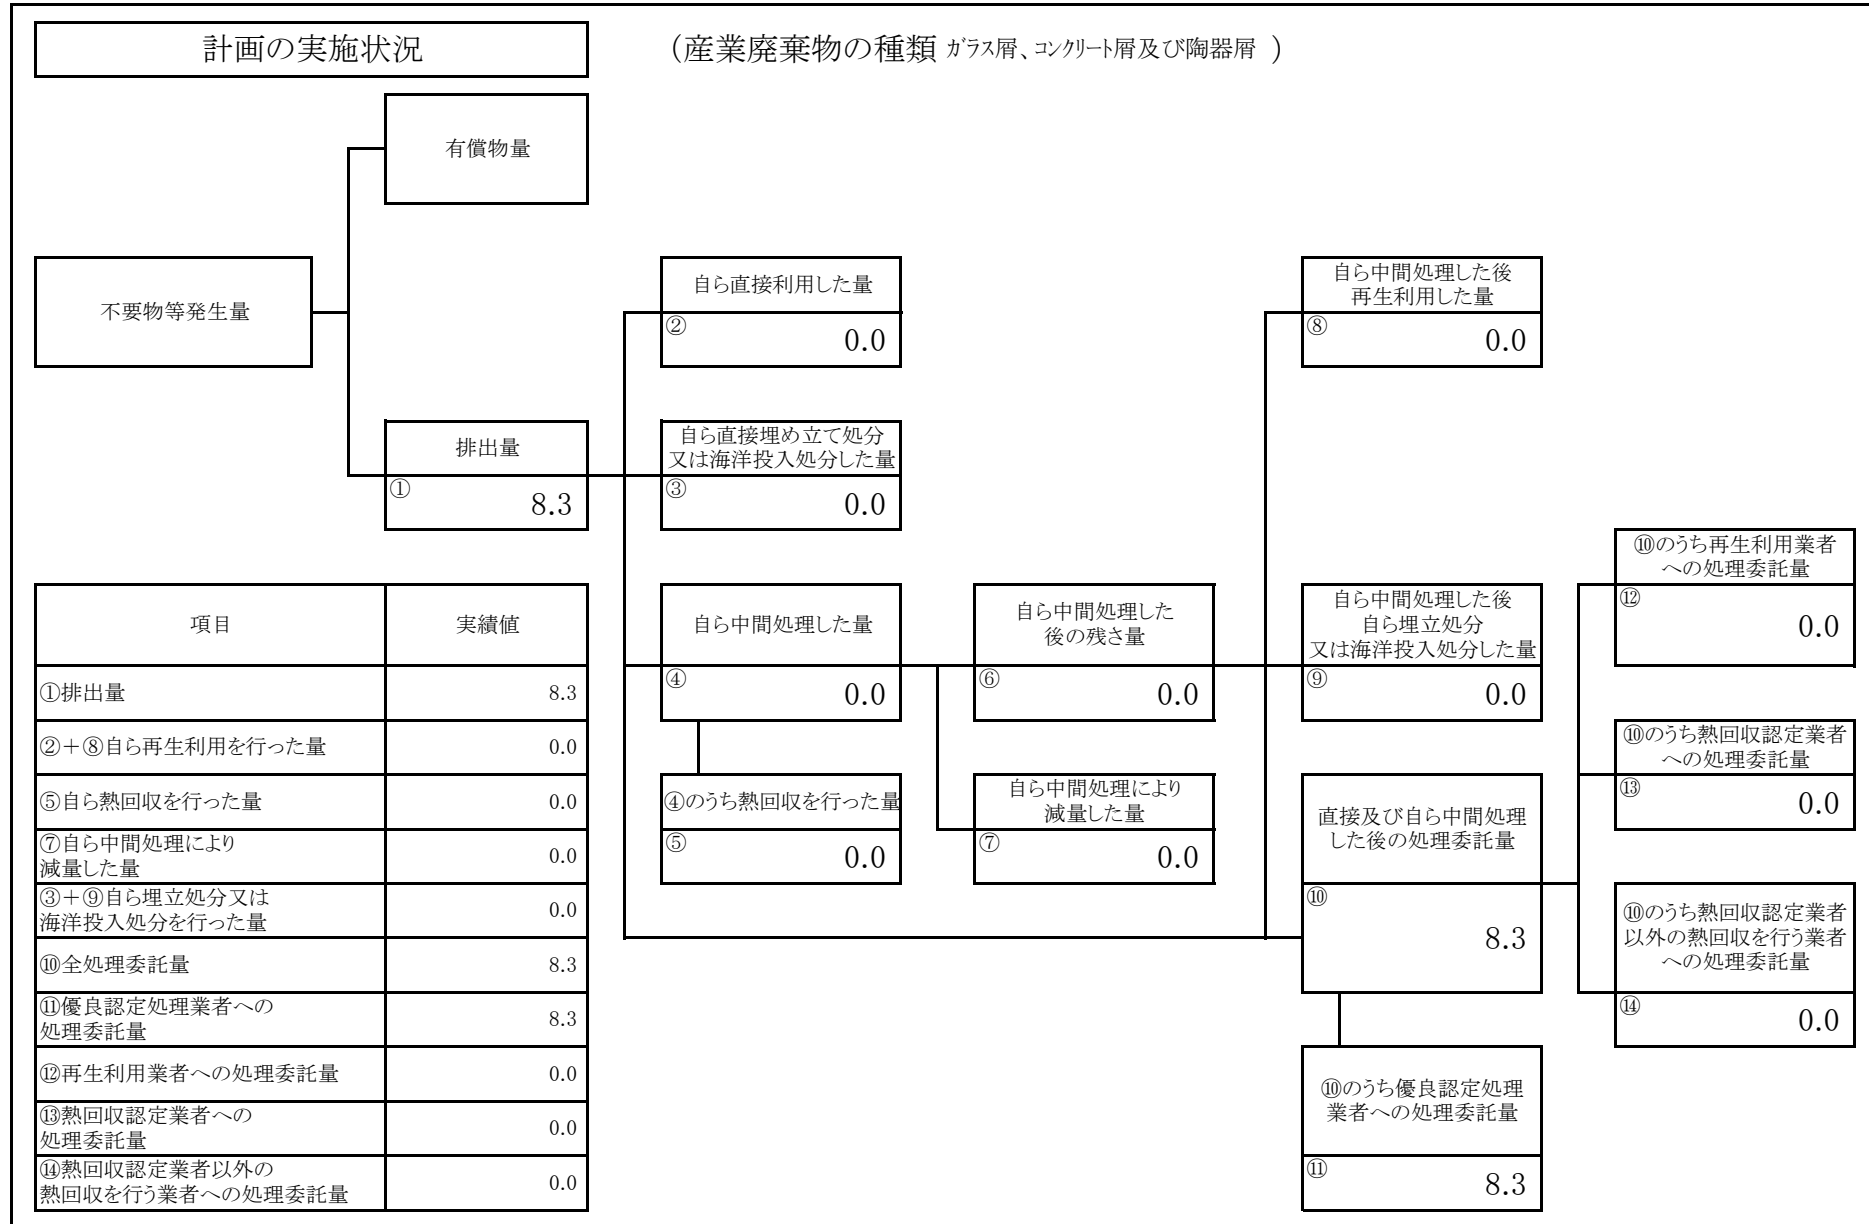 計画の実施状況
（産業廃棄物の種類 ガラス屑、コンクリート屑及び陶器屑 ）
有償物量
不要物等発生量
排出量
①
8.3
自ら直接利用した量
②
0.0
自ら直接埋め立て処分
又は海洋投入処分した量
③
0.0
自ら中間処理した量
④
0.0
④のうち熱回収を行った量
⑤
0.0
自ら中間処理した
後の残さ量
⑥
0.0
自ら中間処理により
減量した量
⑦
0.0
自ら中間処理した後
再生利用した量
⑧
0.0
自ら中間処理した後
自ら埋立処分
又は海洋投入処分した量
⑨
0.0
直接及び自ら中間処理
した後の処理委託量
⑩
8.3
⑩のうち優良認定処理
業者への処理委託量
⑪
8.3
⑩のうち再生利用業者
への処理委託量
⑫
0.0
⑩のうち熱回収認定業者
への処理委託量
⑬
0.0
⑩のうち熱回収認定業者
以外の熱回収を行う業者
への処理委託量
⑭
0.0
項目 実績値
①排出量 8.3
②＋⑧自ら再生利用を行った量 0.0
⑤自ら熱回収を行った量 0.0
⑦自ら中間処理により
減量した量
0.0
③＋⑨自ら埋立処分又は
海洋投入処分を行った量
0.0
⑩全処理委託量 8.3
⑪優良認定処理業者への
処理委託量
8.3
⑫再生利用業者への処理委託量 0.0
⑬熱回収認定業者への
処理委託量
0.0
⑭熱回収認定業者以外の
熱回収を行う業者への処理委託量
0.0